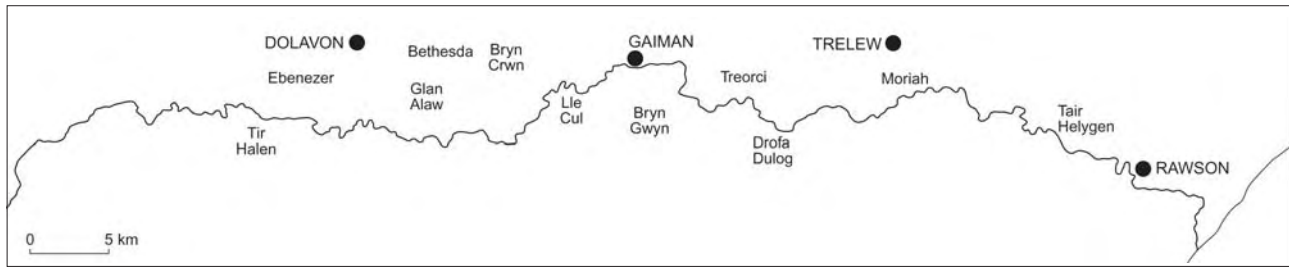 DOLAVON
Bethesda
Bryn
Crwn
GAIMAN
TRELEW
Ebenezer
Glan
Alaw
Treorci
Moriah
Lle
Cul
Bryn
Gwyn
Tir
Halen
Drofa
Dulog
Tair
Helygen
RAWSON
0 5 km